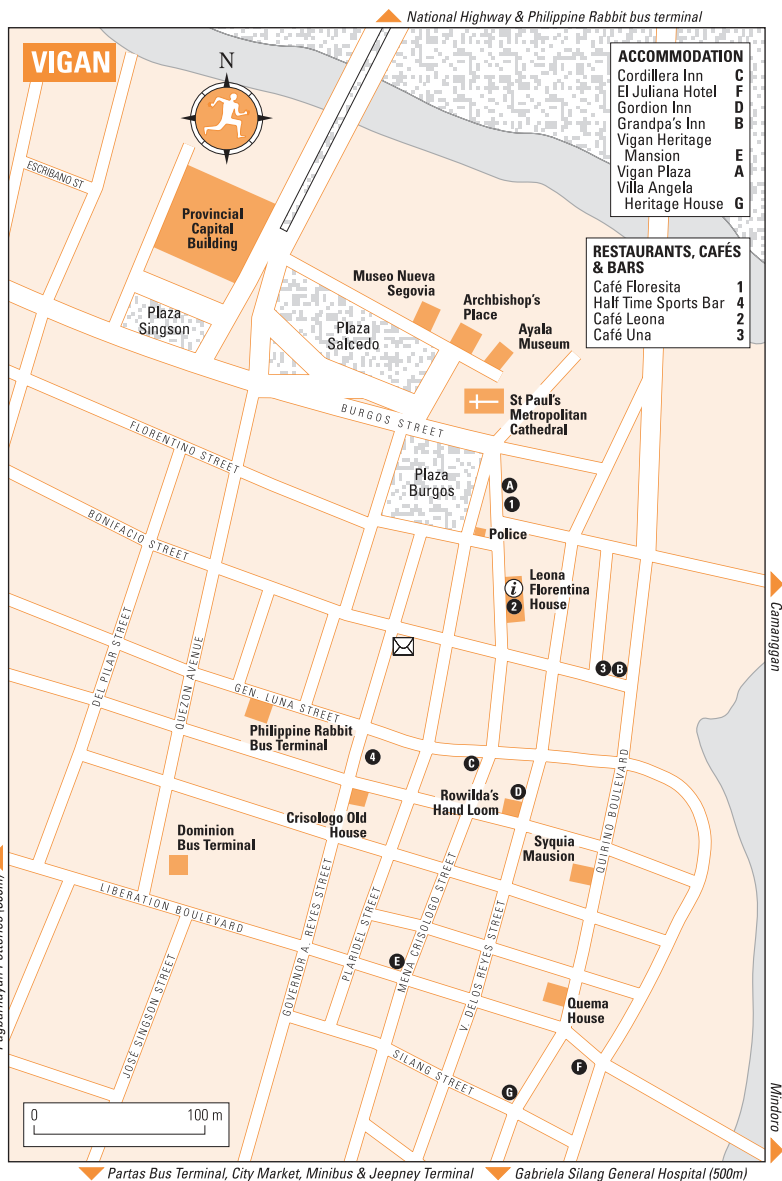 National Highway & Philippine Rabbit bus terminal
VIGAN
N
ACCOMMODATION
Cordillera Inn C
El Juliana Hotel F
Gordion Inn D
Grandpa's Inn B
Vigan Heritage
Mansion E
Vigan Plaza A
Villa Angela
Heritage House G
RESTAURANTS, CAFÉS
& BARS
Café Floresita 1
Half Time Sports Bar 4
Café Leona 2
Café Una 3
ESCRIBANO ST
Provincial
Capital
Building
Museo Nueva
Segovia
Archbishop's
Place
Ayala
Museum
Plaza
Singson
Plaza
Salcedo
St Paul's
Metropolitan
Cathedral
BURGOS STREET
FLORENTINO STREET
Plaza
Burgos
A
1
Police
BONIFACIO STREET
i
2
Leona
Florentina
House
Camanggan
DEL PILAR STREET
QUEZON AVENUE
3
B
GEN. LUNA STREET
Philippine Rabbit
Bus Terminal
4
C
D
Rowilda's
Hand Loom
Crisologo Old
House
QUIRINO BOULEVARD
Syquia
Mausion
Dominion
Bus Terminal
LIBERATION BOULEVARD
GOVERNOR A. REYES STREET
PLARIDEL STREET
MENA CRISOLOGO STREET
V. DELOS REYES STREET
JOSÉ SINGSON STREET
E
Quema
House
F
SILANG STREET
G
Mindoro
0 100 m
Partas Bus Terminal, City Market, Minibus & Jeepney Terminal
Gabriela Silang General Hospital (500m)